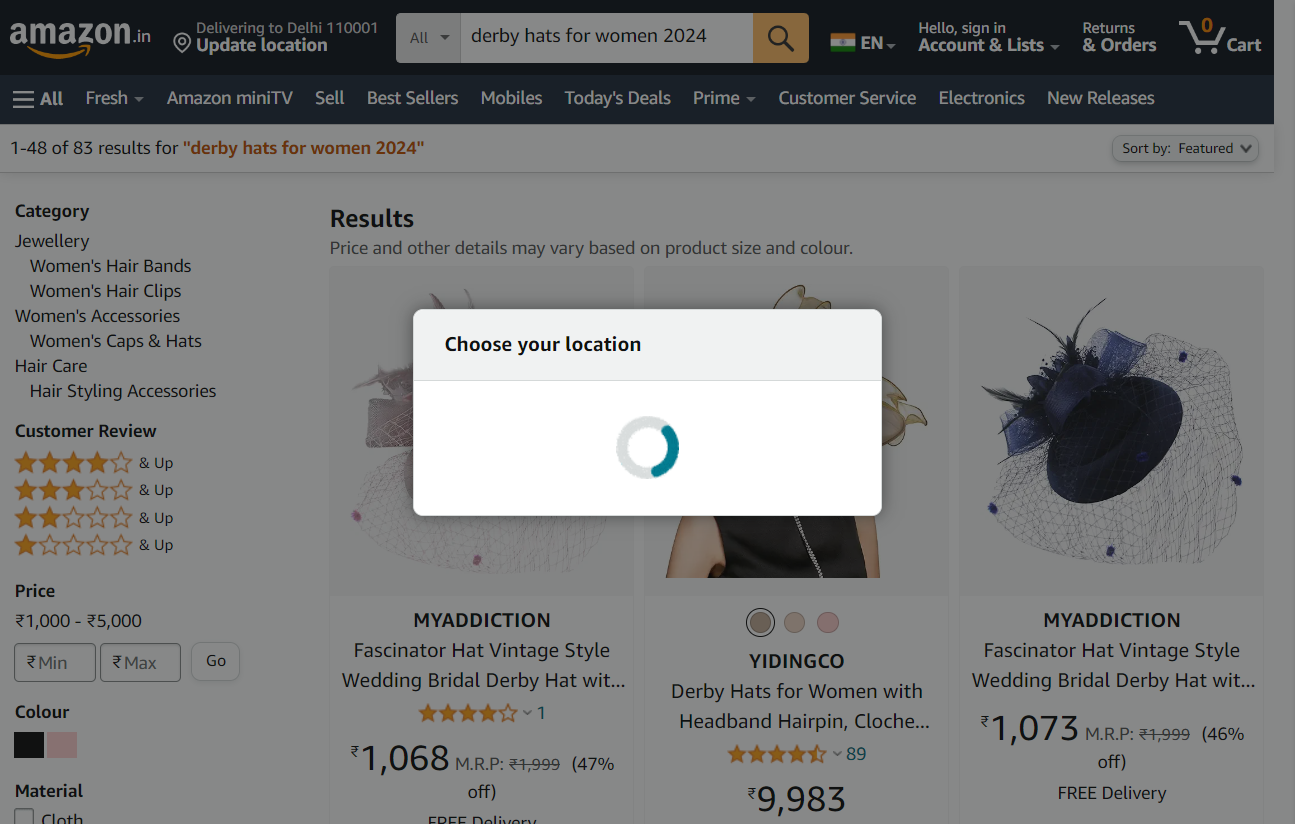 amazon.in
Delivering to Delhi 110001
Update location
All
derby hats for women 2024
EN
Hello, sign in
Account & Lists
Returns
& Orders
0
Cart
All
Fresh
Amazon miniTV
Sell
Best Sellers
Mobiles
Today's Deals
Prime
Customer Service
Electronics
New Releases
1-48 of 83 results for "derby hats for women 2024"
Sort by: Featured
Category
Jewellery
Women's Hair Bands
Women's Hair Clips
Women's Accessories
Women's Caps & Hats
Hair Care
Hair Styling Accessories
Customer Review
& Up
& Up
& Up
& Up
Price
₹1,000 - ₹5,000
₹ Min
₹ Max
Go
Colour
Material
Cloth
Results
Price and other details may vary based on product size and colour.
Choose your location
MYADDICTION
Fascinator Hat Vintage Style
Wedding Bridal Derby Hat wit...
1
₹1,068 M.R.P: ₹1,999 (47%
off)
FREE Delivery
YIDINGCO
Derby Hats for Women with
Headband Hairpin, Cloche...
89
₹9,983
MYADDICTION
Fascinator Hat Vintage Style
Wedding Bridal Derby Hat wit...
₹1,073 M.R.P: ₹1,999 (46%
off)
FREE Delivery